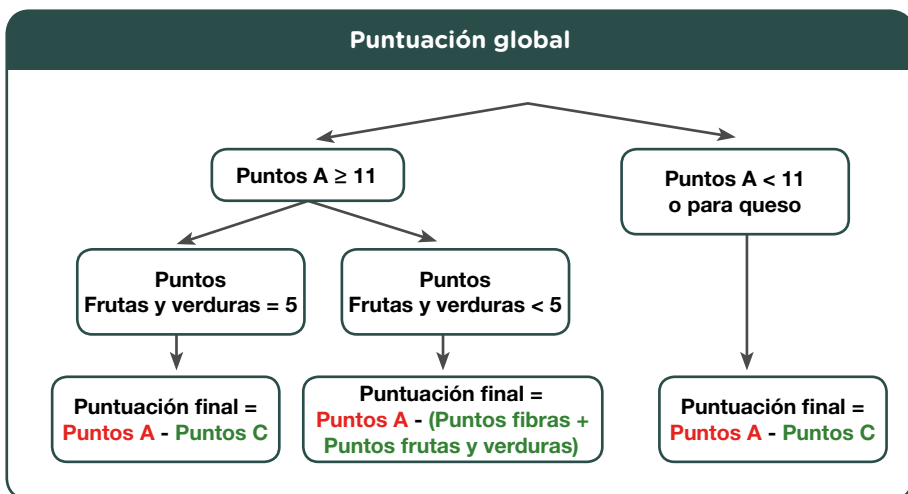 Puntuación global
Puntos A ≥ 11
Puntos A < 11
o para queso
Puntos
Frutas y verduras = 5
Puntos
Frutas y verduras < 5
Puntuación final =
Puntos A - Puntos C
Puntuación final =
Puntos A - (Puntos fibras +
Puntos frutas y verduras)
Puntuación final =
Puntos A - Puntos C